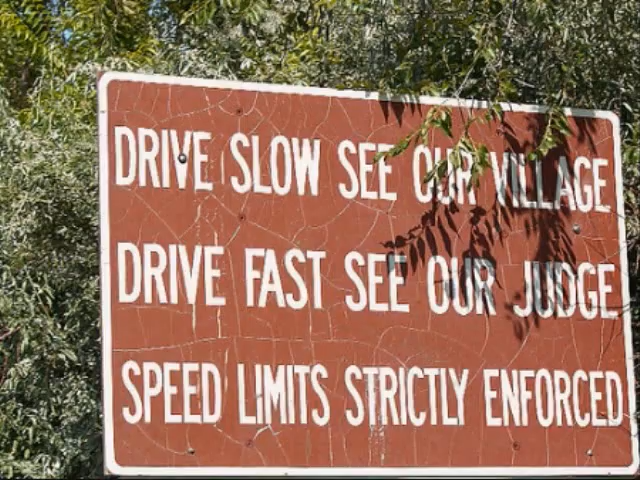 DRIVE SLOW SEE OUR VILLAGE
DRIVE FAST SEE OUR JUDGE
SPEED LIMITS STRICTLY ENFORCED